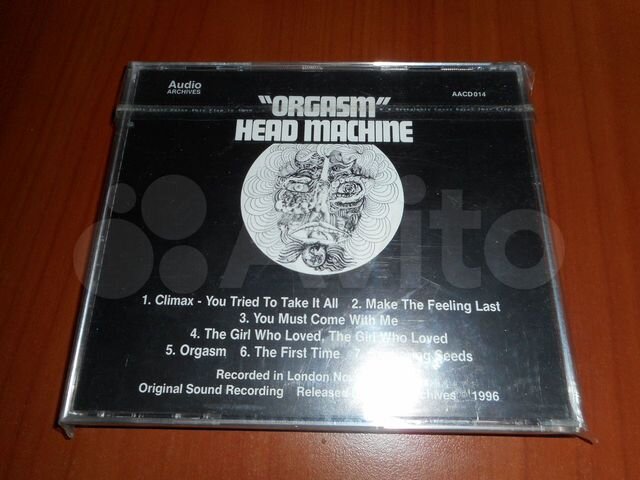 Audio
ARCHIVES
AACD014
"ORGASM"
HEAD MACHINE
1. Climax - You Tried To Take It All 2. Make The Feeling Last
3. You Must Come With Me
4. The Girl Who Loved, The Girl Who Loved
5. Orgasm 6. The First Time 7. Seeds
Recorded in London
Original Sound Recording Released 1996
Avito